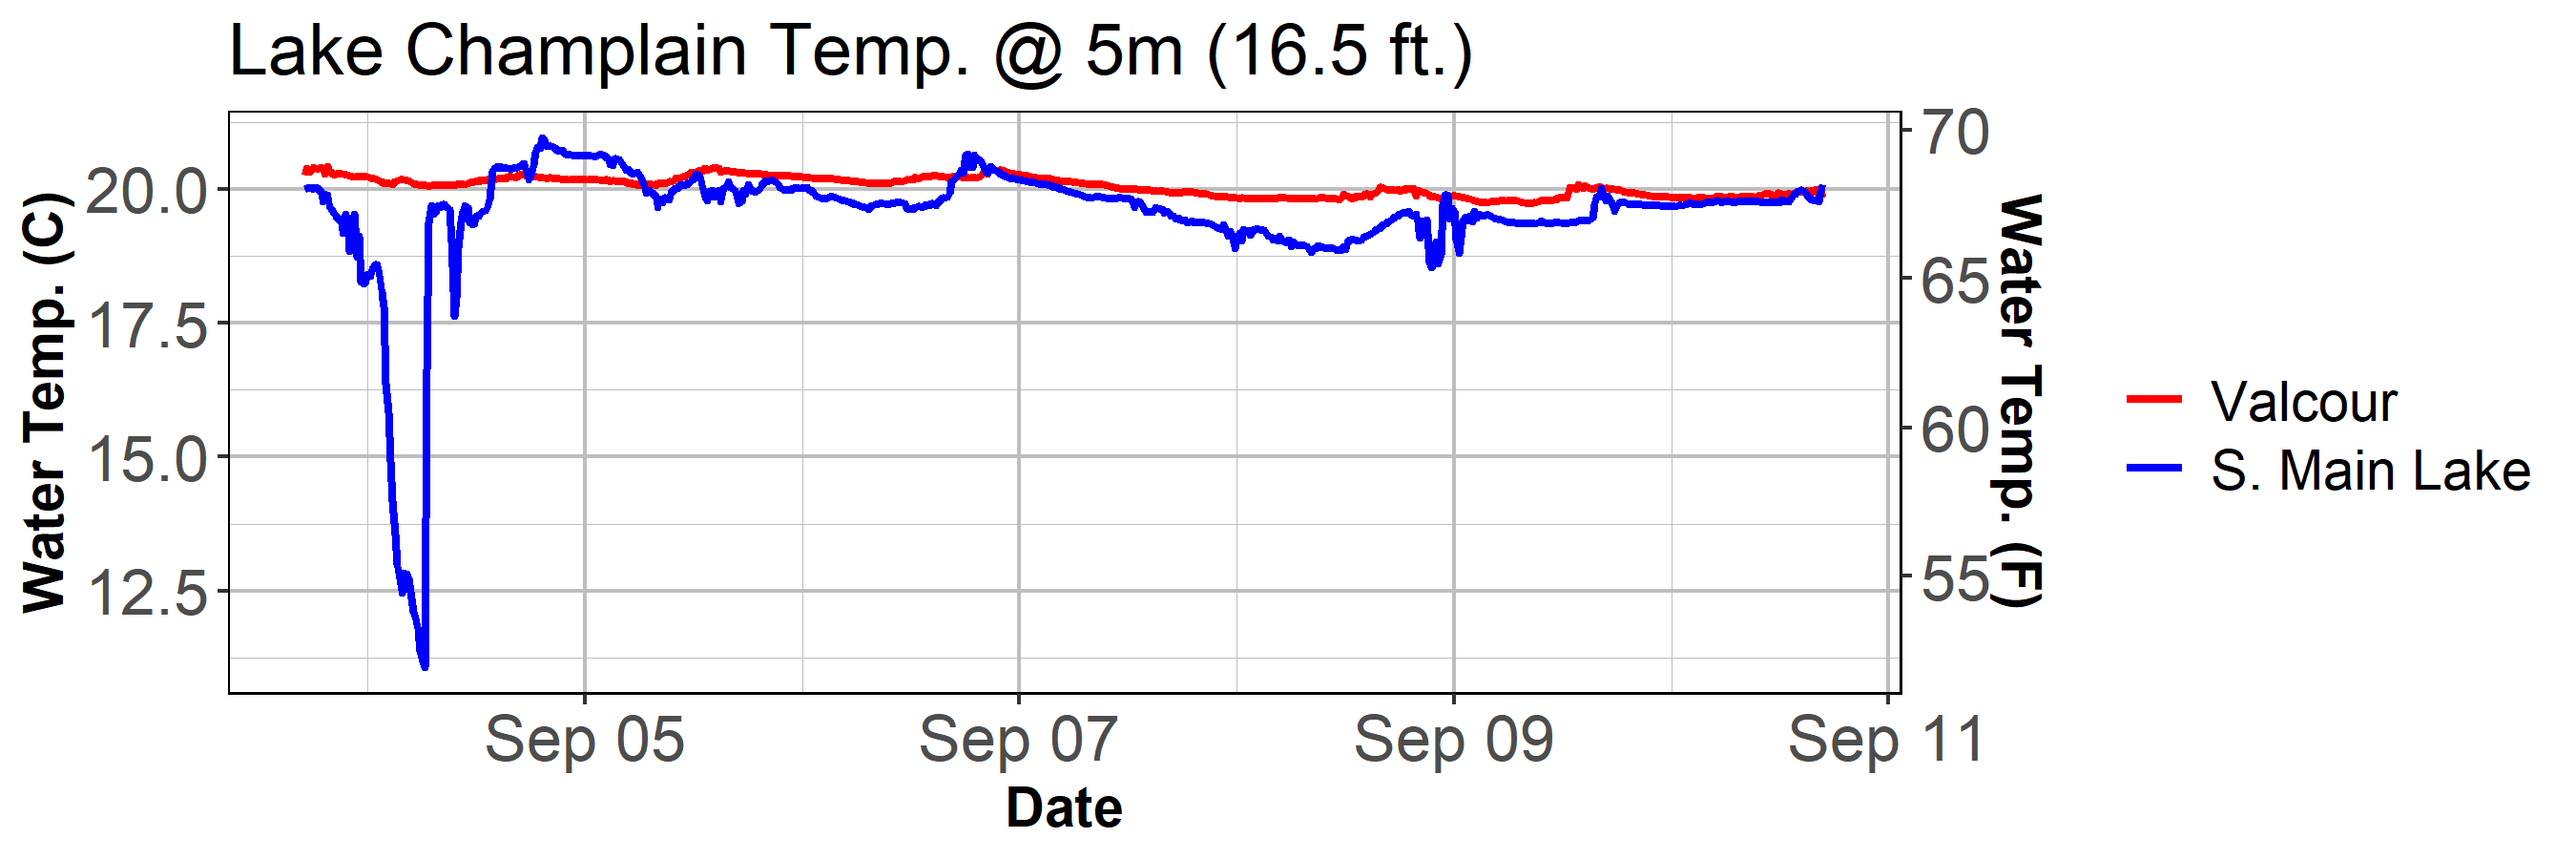 Lake Champlain Temp. @ 5m (16.5 ft.)
Water Temp. (C)
20.0
17.5
15.0
12.5
70
65
60
55
Water Temp. (F)
Sep 05
Sep 07
Sep 09
Sep 11
Date
Valcour
S. Main Lake